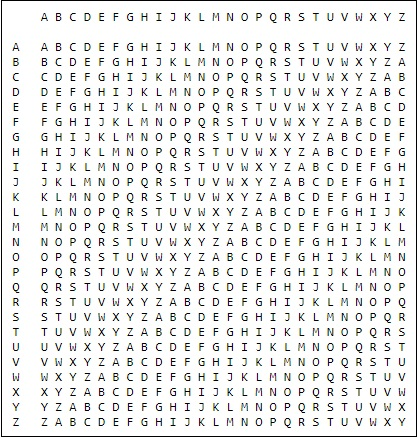 A B C D E F G H I J K L M N O P Q R S T U V W X Y Z
A A B C D E F G H I J K L M N O P Q R S T U V W X Y Z
B B C D E F G H I J K L M N O P Q R S T U V W X Y Z A
C C D E F G H I J K L M N O P Q R S T U V W X Y Z A B
D D E F G H I J K L M N O P Q R S T U V W X Y Z A B C
E E F G H I J K L M N O P Q R S T U V W X Y Z A B C D
F F G H I J K L M N O P Q R S T U V W X Y Z A B C D E
G G H I J K L M N O P Q R S T U V W X Y Z A B C D E F
H H I J K L M N O P Q R S T U V W X Y Z A B C D E F G
I I J K L M N O P Q R S T U V W X Y Z A B C D E F G H
J J K L M N O P Q R S T U V W X Y Z A B C D E F G H I
K K L M N O P Q R S T U V W X Y Z A B C D E F G H I J
L L M N O P Q R S T U V W X Y Z A B C D E F G H I J K
M M N O P Q R S T U V W X Y Z A B C D E F G H I J K L
N N O P Q R S T U V W X Y Z A B C D E F G H I J K L M
O O P Q R S T U V W X Y Z A B C D E F G H I J K L M N
P P Q R S T U V W X Y Z A B C D E F G H I J K L M N O
Q Q R S T U V W X Y Z A B C D E F G H I J K L M N O P
R R S T U V W X Y Z A B C D E F G H I J K L M N O P Q
S S T U V W X Y Z A B C D E F G H I J K L M N O P Q R
T T U V W X Y Z A B C D E F G H I J K L M N O P Q R S
U U V W X Y Z A B C D E F G H I J K L M N O P Q R S T
V V W X Y Z A B C D E F G H I J K L M N O P Q R S T U
W W X Y Z A B C D E F G H I J K L M N O P Q R S T U V
X X Y Z A B C D E F G H I J K L M N O P Q R S T U V W
Y Y Z A B C D E F G H I J K L M N O P Q R S T U V W X
Z Z A B C D E F G H I J K L M N O P Q R S T U V W X Y